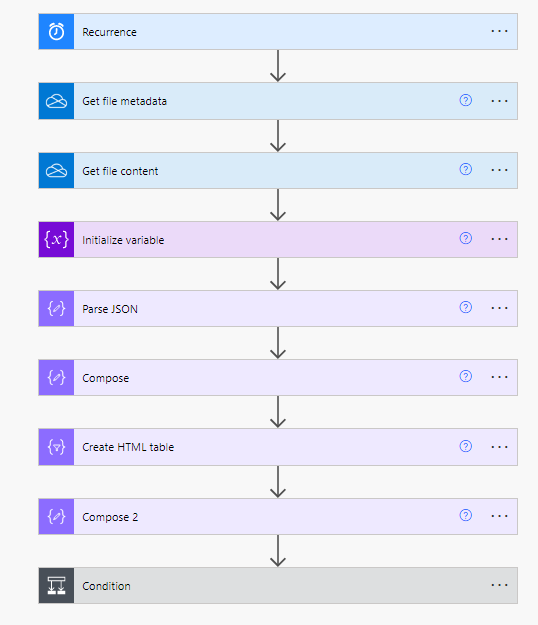 Recurrence
Get file metadata
Get file content
{x} Initialize variable
Parse JSON
Compose
Create HTML table
Compose 2
Condition